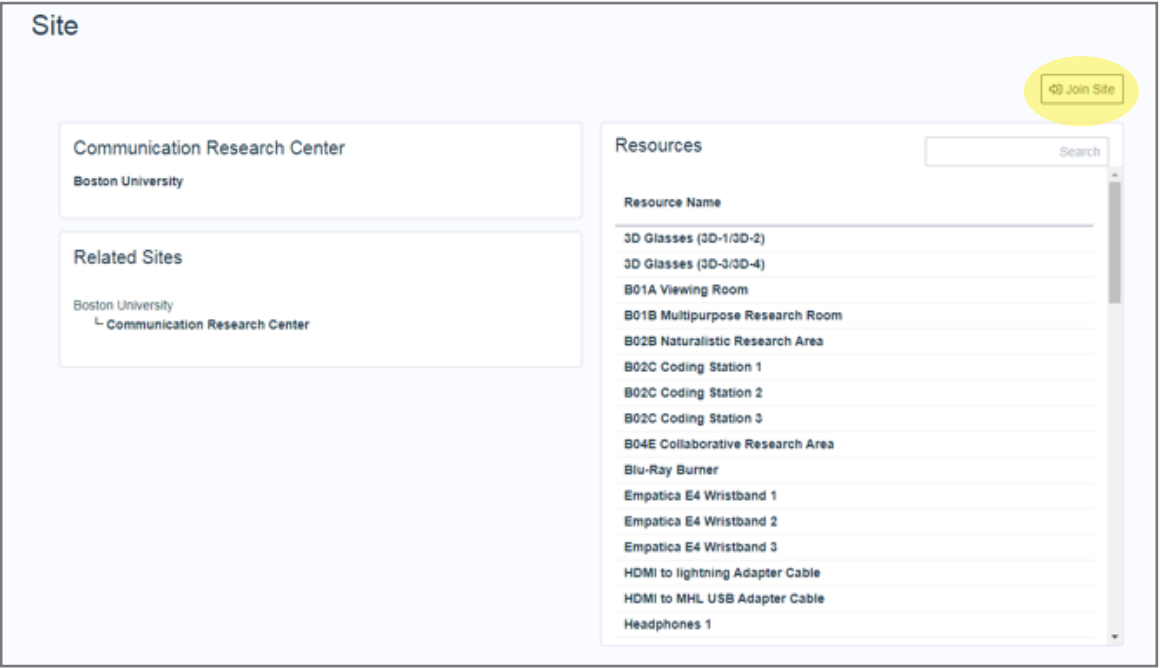 Site
Join Site
Communication Research Center
Boston University
Related Sites
Boston University
Communication Research Center
Resources
Search
Resource Name
3D Glasses (3D-1/3D-2)
3D Glasses (3D-3/3D-4)
B01A Viewing Room
B01B Multipurpose Research Room
B02B Naturalistic Research Area
B02C Coding Station 1
B02C Coding Station 2
B02C Coding Station 3
B04E Collaborative Research Area
Blu-Ray Burner
Empatica E4 Wristband 1
Empatica E4 Wristband 2
Empatica E4 Wristband 3
HDMI to lightning Adapter Cable
HDMI to MHL USB Adapter Cable
Headphones 1